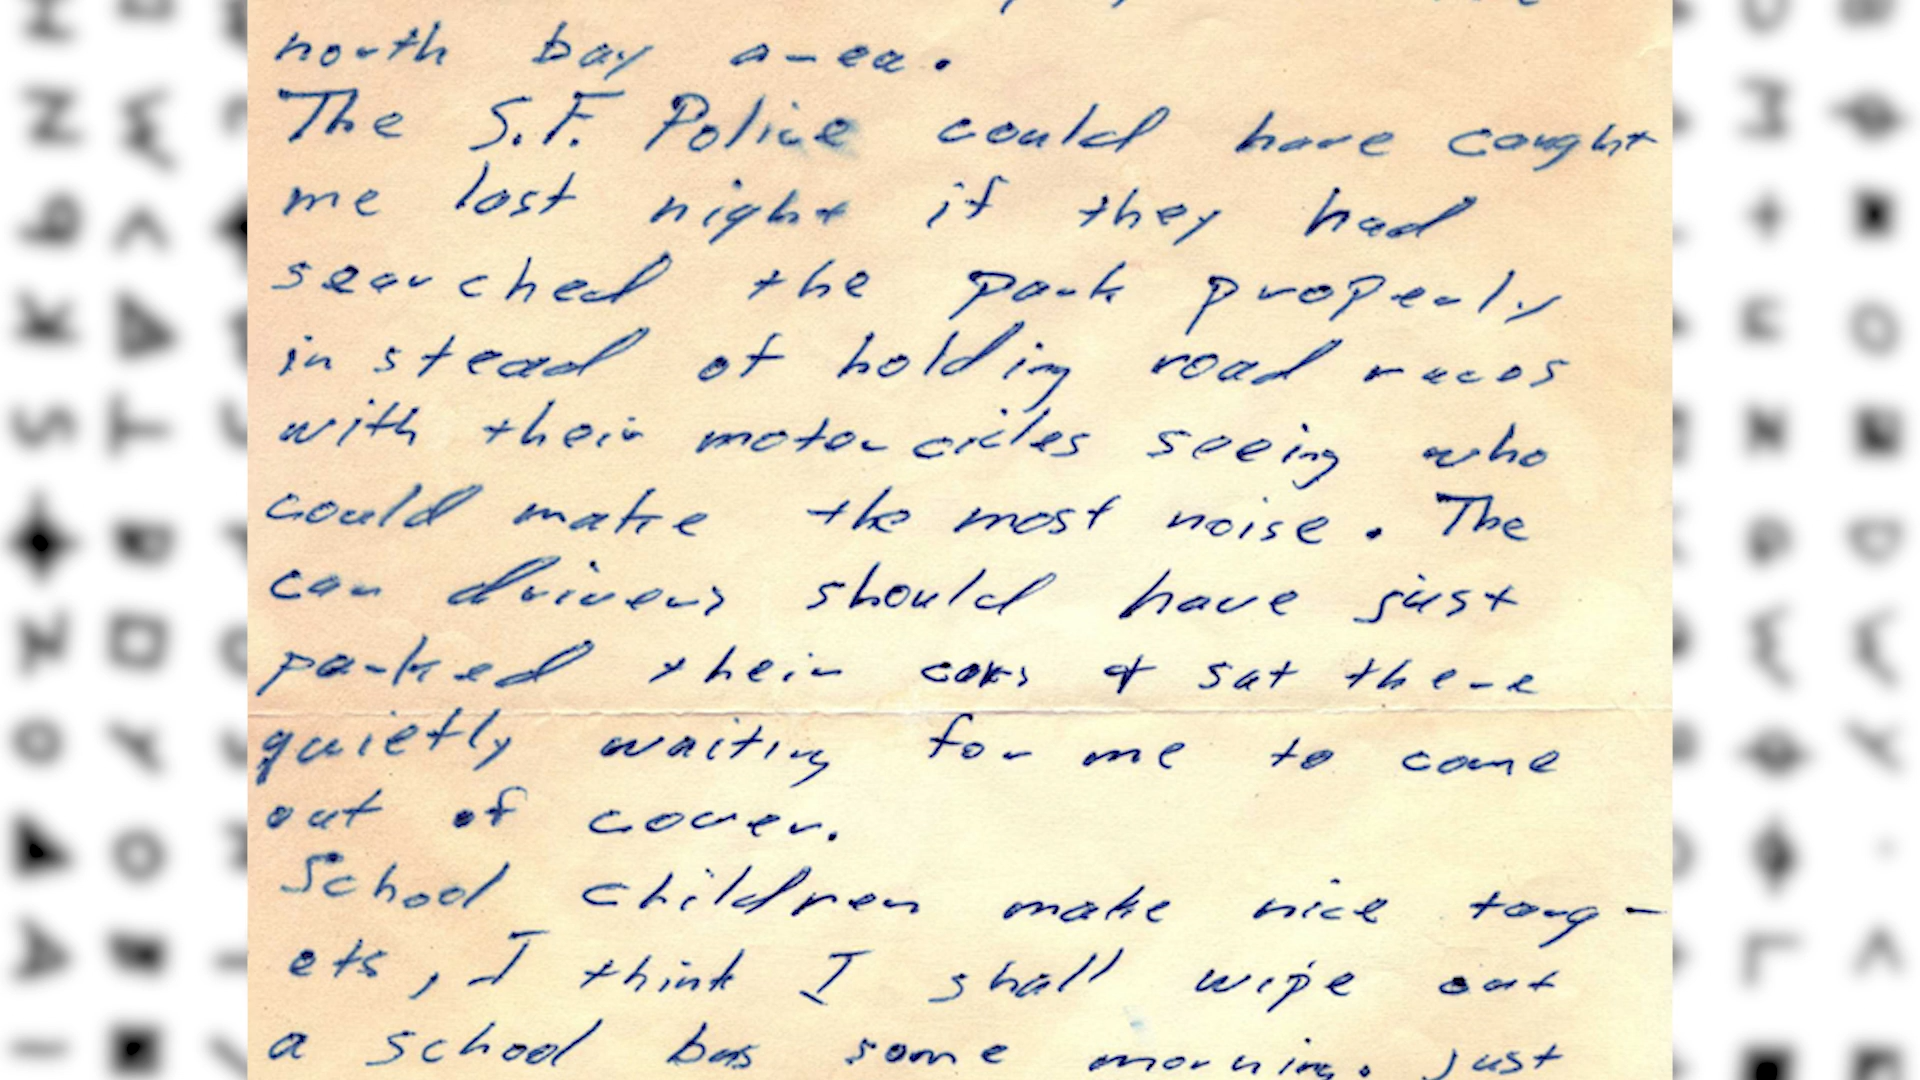 north bay area.
The S.F. Police could have caught
me last night if they had
searched the park properly
in stead of holding road races
with their motorcicles seeing who
could make the most noise. The
car drivers should have just
parked their cars & sat there
quietly waiting for me to come
out of cover.
School children make nice targ-
ets, I think I shall wipe out
a school bus some morning. Just